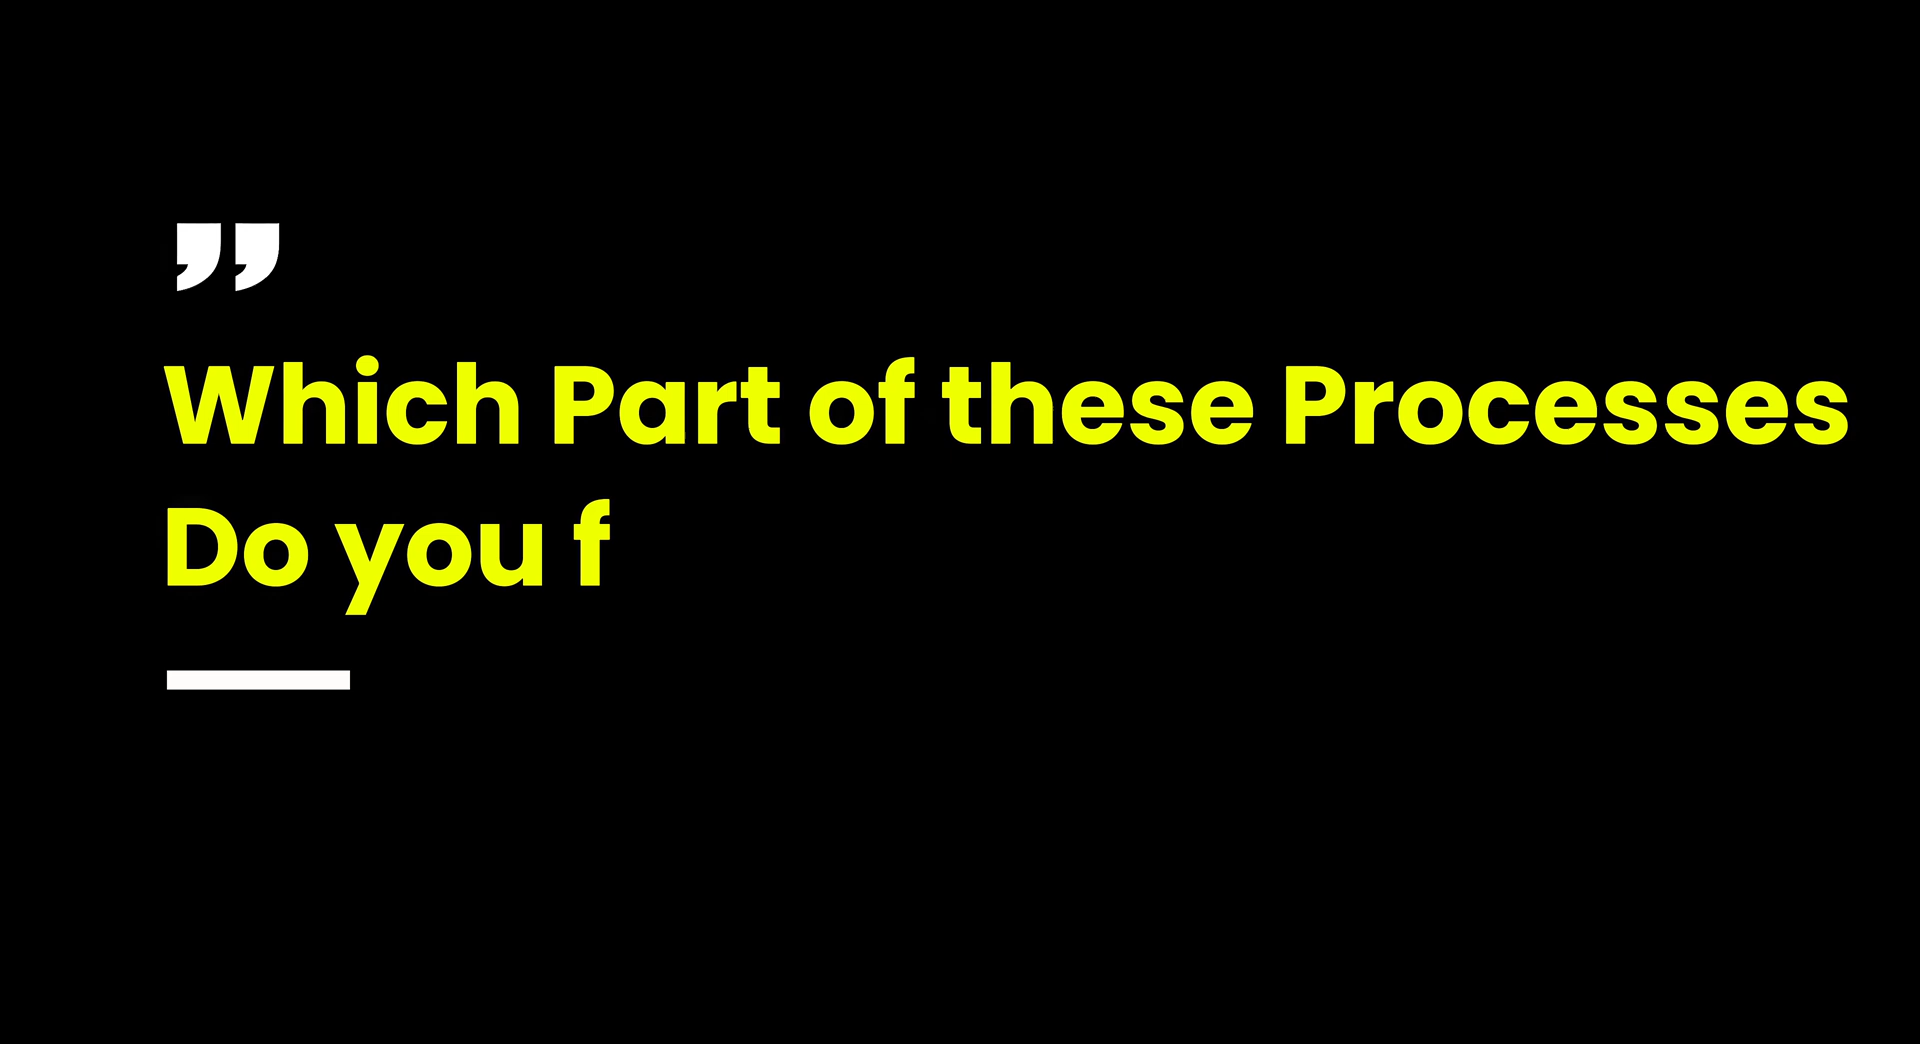 ”
Which Part of these Processes
Do you f